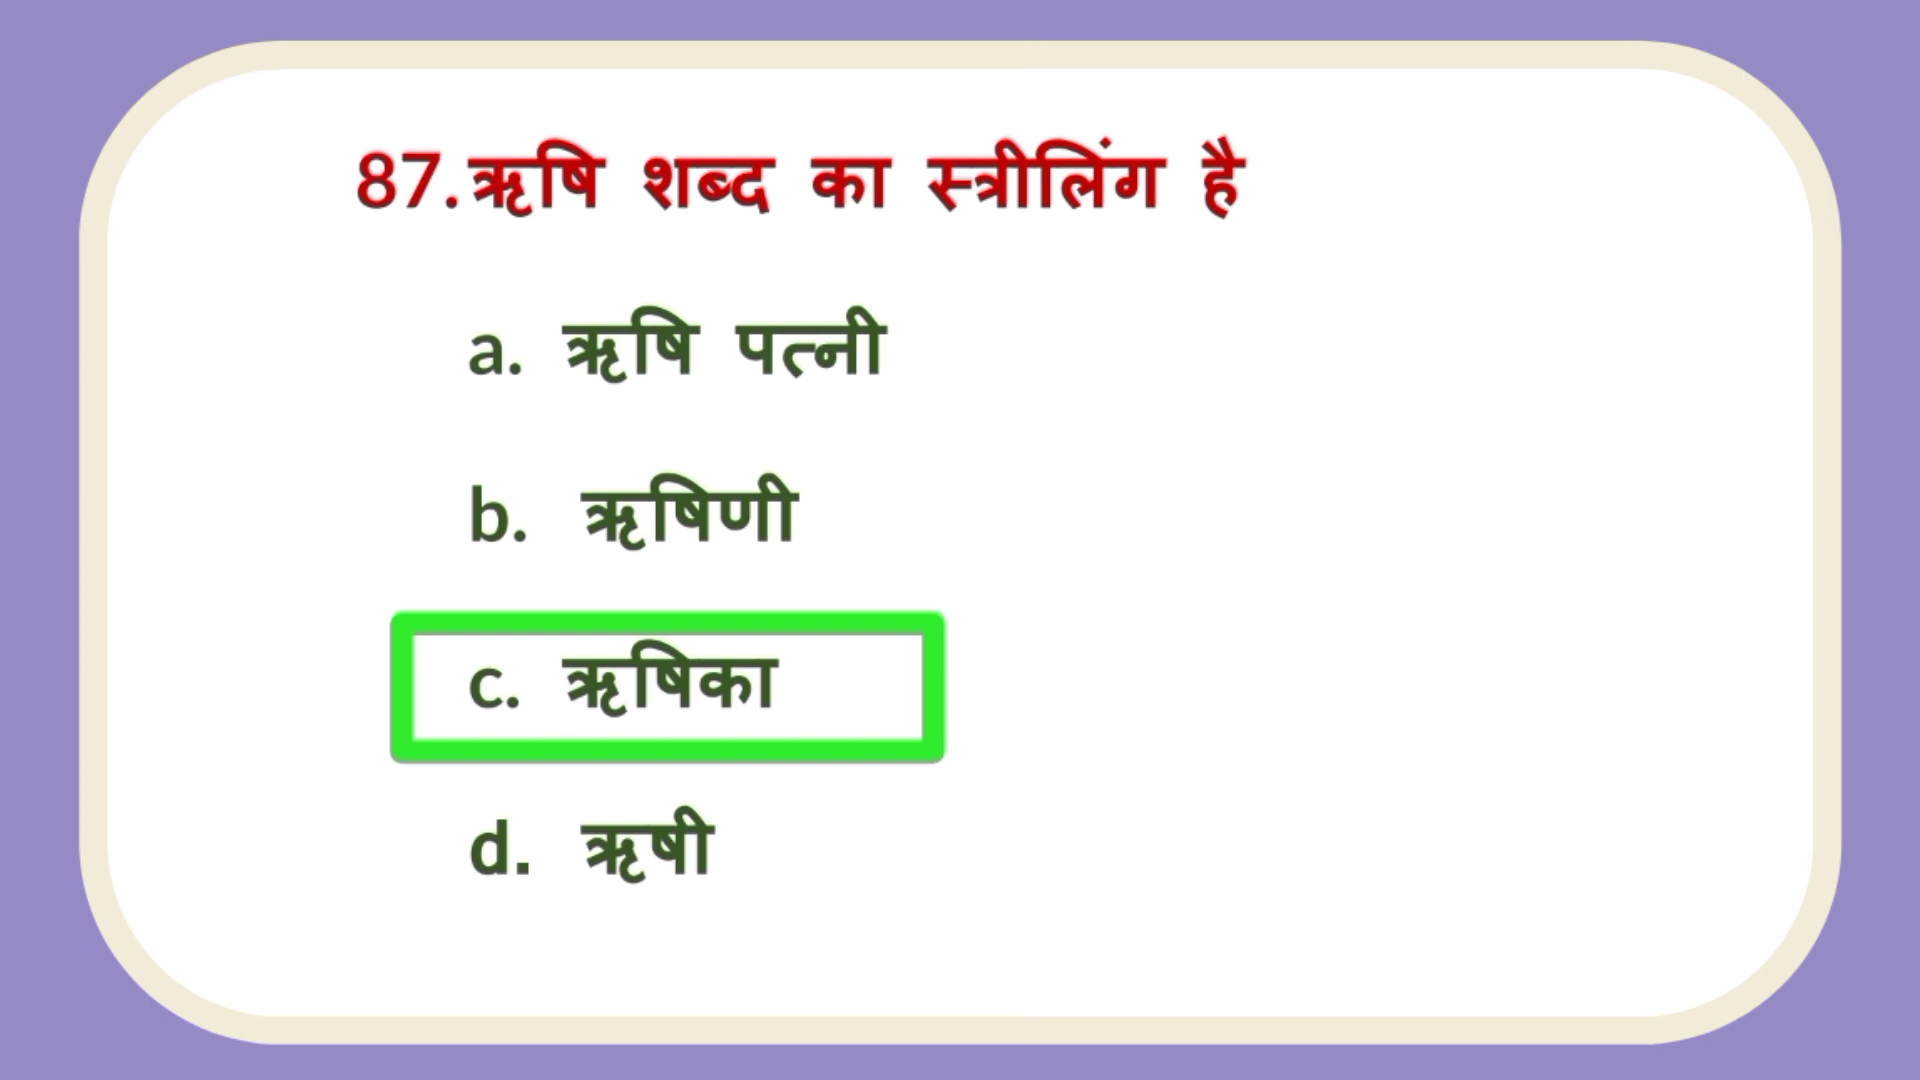 87. ऋषि शब्द का स्त्रीलिंग है
a. ऋषि पत्नी
b. ऋषिणी
c. ऋषिका
d. ऋषी